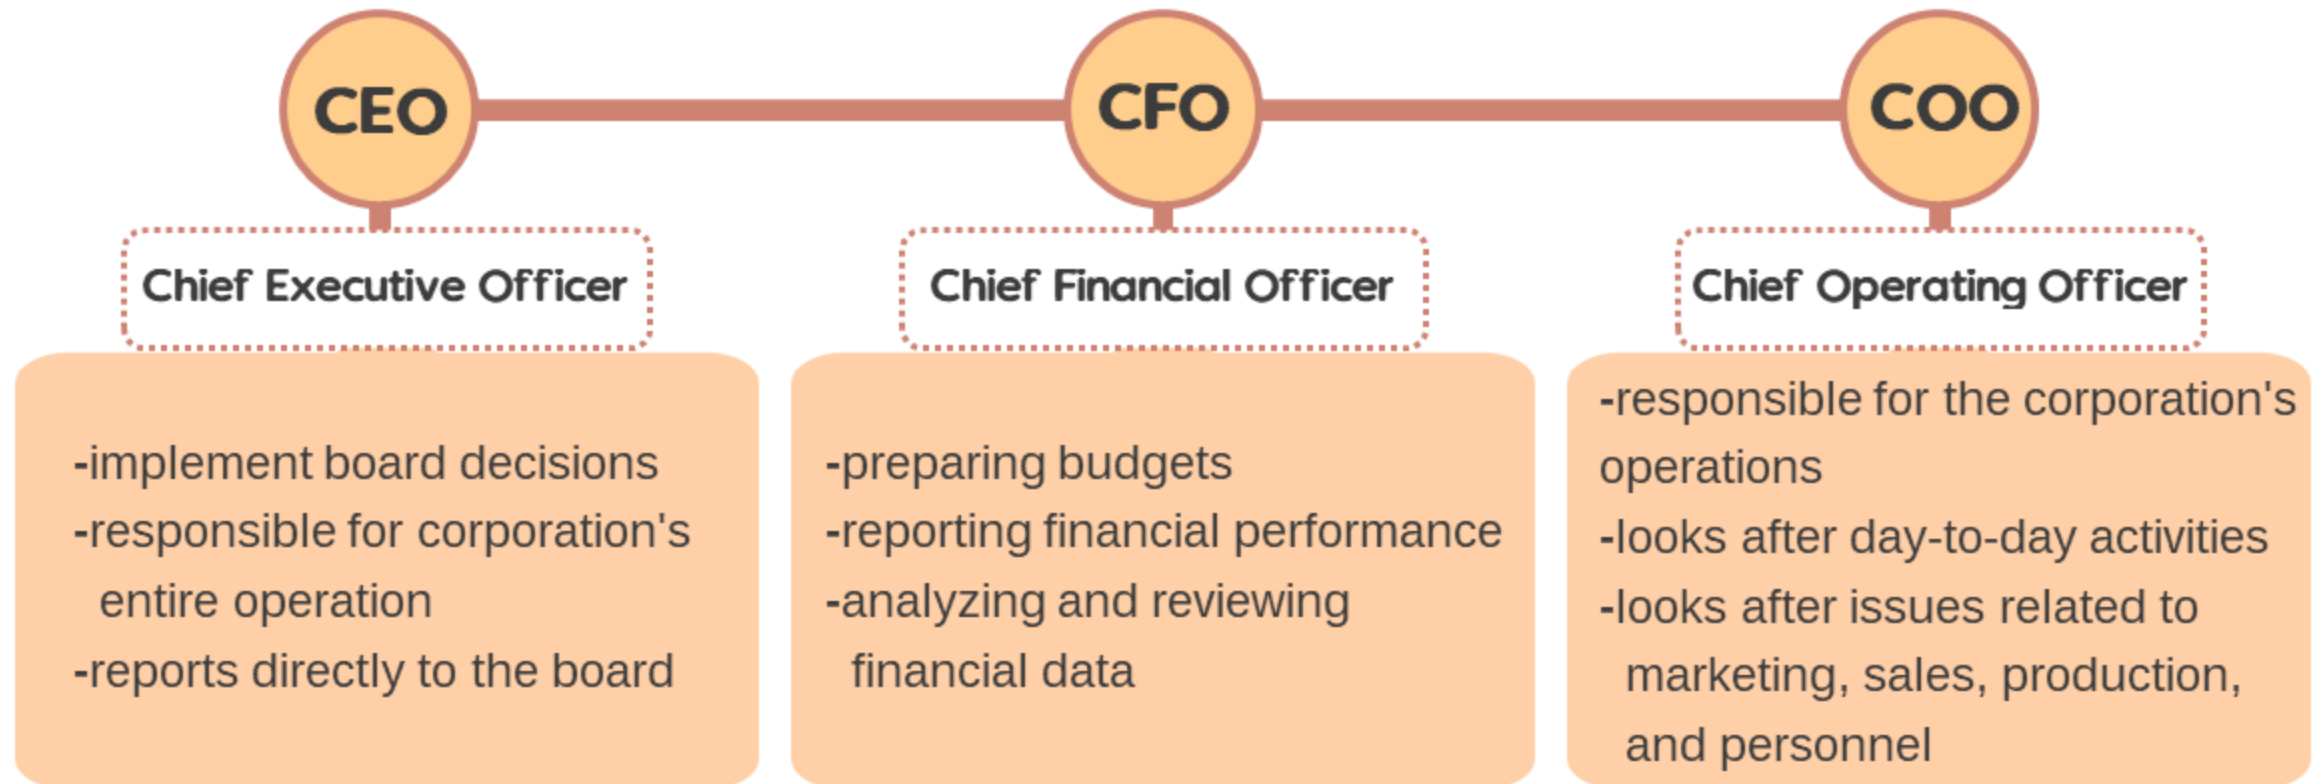 CEO
CFO
COO
Chief Executive Officer
Chief Financial Officer
Chief Operating Officer
-implement board decisions
-responsible for corporation's
entire operation
-reports directly to the board
-preparing budgets
-reporting financial performance
-analyzing and reviewing
financial data
-responsible for the corporation's
operations
-looks after day-to-day activities
-looks after issues related to
marketing, sales, production,
and personnel